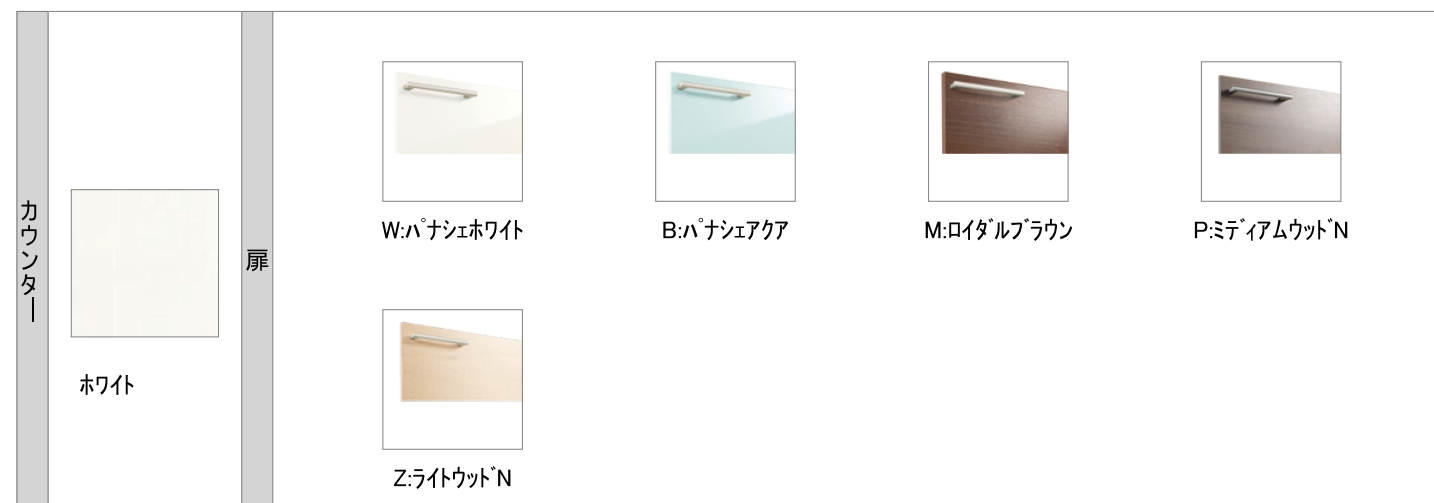 カウンター
ホワイト
扉
W:パナシェホワイト
B:パナシェアクア
M:ロイダルブラウン
P:ミディアムウッドN
Z:ライトウッドN